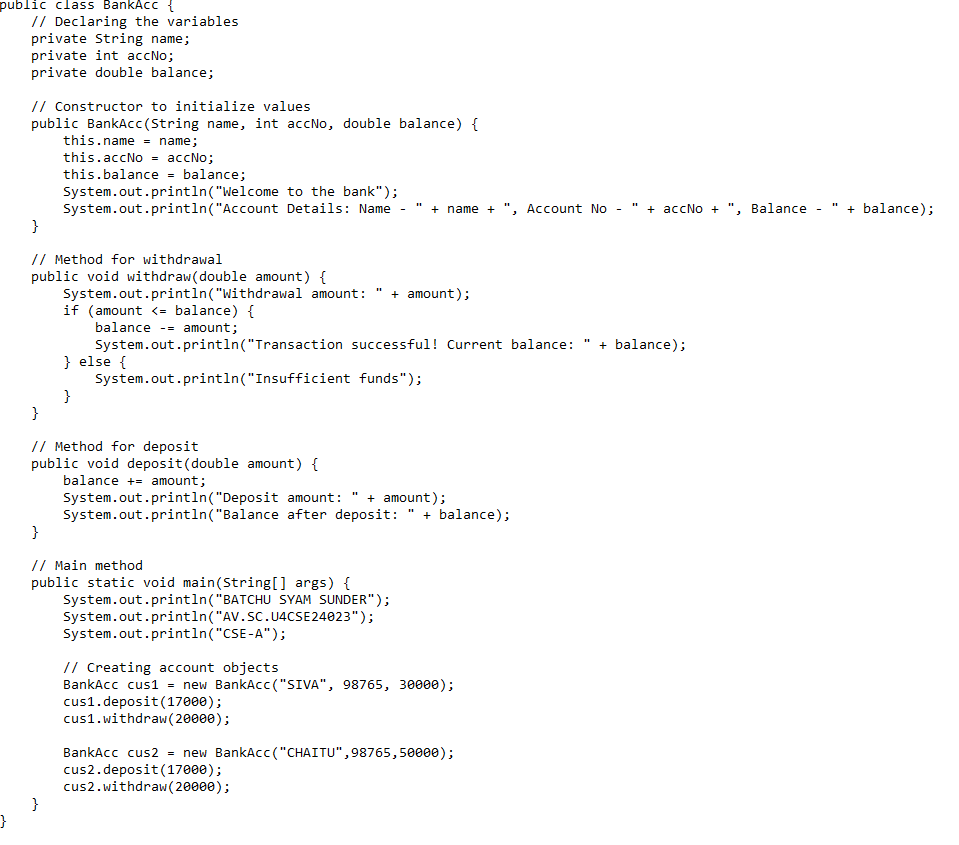 public class BankAcc {
    // Declaring the variables
    private String name;
    private int accNo;
    private double balance;

    // Constructor to initialize values
    public BankAcc(String name, int accNo, double balance) {
        this.name = name;
        this.accNo = accNo;
        this.balance = balance;
        System.out.println("Welcome to the bank");
        System.out.println("Account Details: Name - " + name + ", Account No - " + accNo + ", Balance - " + balance);
    }

    // Method for withdrawal
    public void withdraw(double amount) {
        System.out.println("Withdrawal amount: " + amount);
        if (amount <= balance) {
            balance -= amount;
            System.out.println("Transaction successful! Current balance: " + balance);
        } else {
            System.out.println("Insufficient funds");
        }
    }

    // Method for deposit
    public void deposit(double amount) {
        balance += amount;
        System.out.println("Deposit amount: " + amount);
        System.out.println("Balance after deposit: " + balance);
    }

    // Main method
    public static void main(String[] args) {
        System.out.println("BATCHU SYAM SUNDER");
        System.out.println("AV.SC.U4CSE24023");
        System.out.println("CSE-A");

        // Creating account objects
        BankAcc cus1 = new BankAcc("SIVA", 98765, 30000);
        cus1.deposit(17000);
        cus1.withdraw(20000);

        BankAcc cus2 = new BankAcc("CHAITU",98765,50000);
        cus2.deposit(17000);
        cus2.withdraw(20000);
    }
}